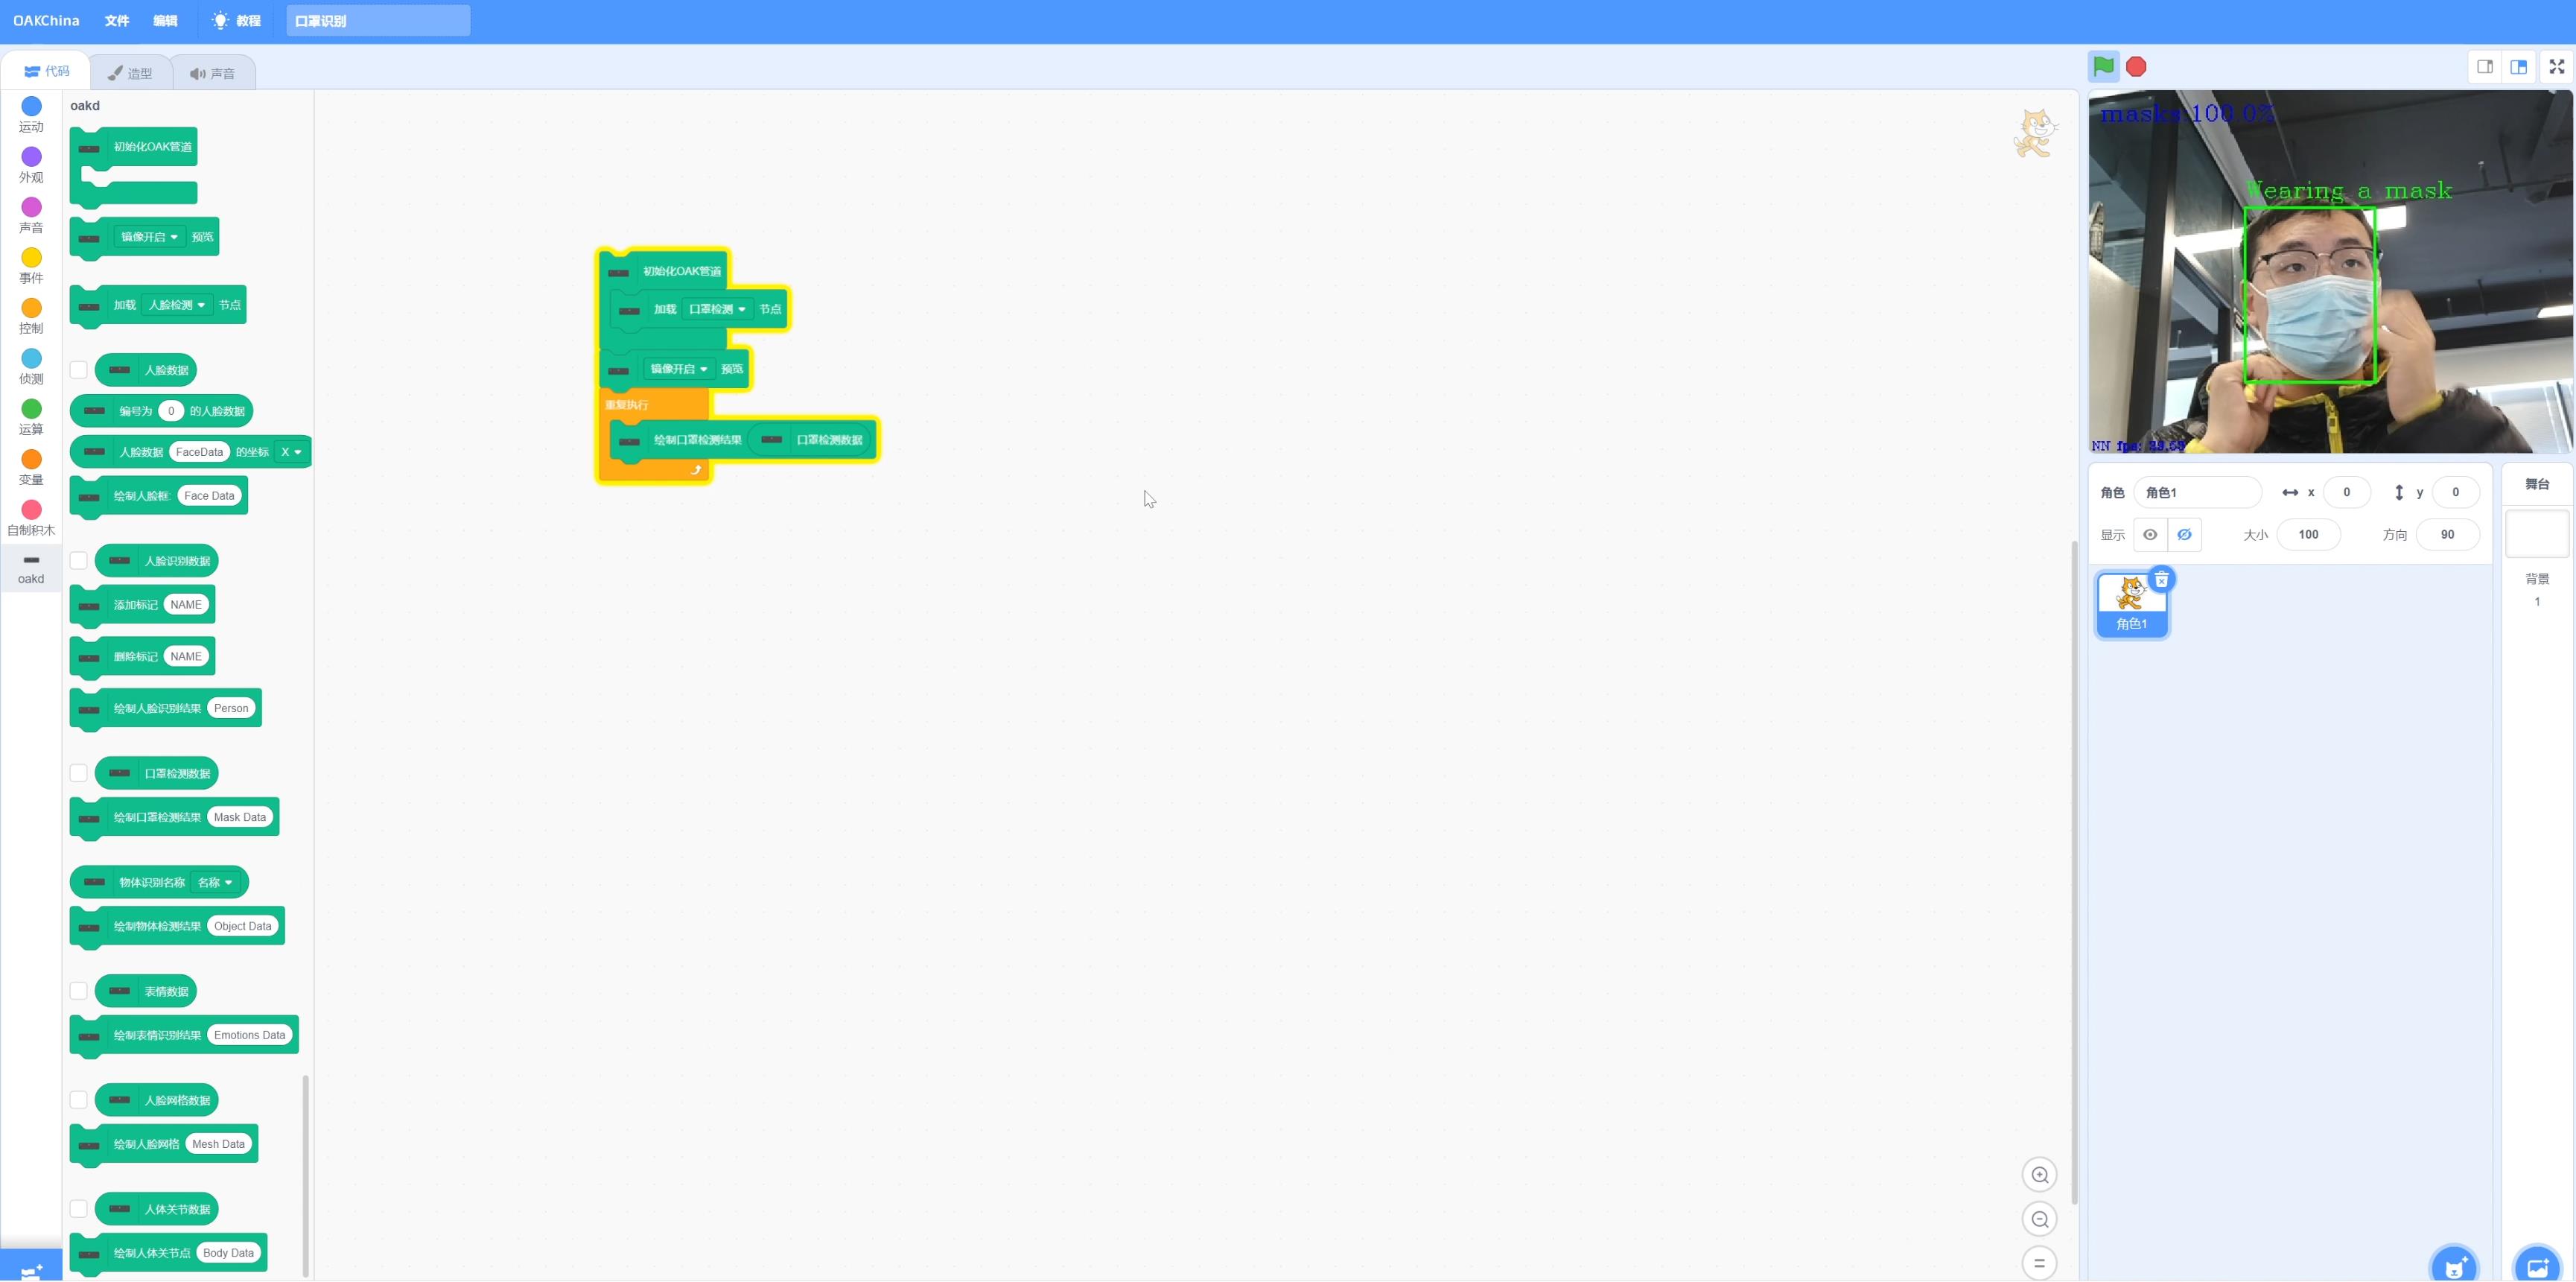 OAKChina 文件 编辑 教程 口罩识别
代码 造型 声音
运动
外观
声音
事件
控制
侦测
运算
变量
自制积木
oakd
oakd
初始化OAK管道
镜像开启 预览
加载 人脸检测 节点
人脸数据
编号为 0 的人脸数据
人脸数据 FaceData 的坐标 X
绘制人脸框: Face Data
人脸识别数据
添加标记 NAME
删除标记 NAME
绘制人脸识别结果 Person
口罩检测数据
绘制口罩检测结果 Mask Data
物体识别名称 名称
绘制物体检测结果 Object Data
表情数据
绘制表情识别结果 Emotions Data
人脸网格数据
绘制人脸网格 Mesh Data
人体关节数据
绘制人体关节点 Body Data
初始化OAK管道
加载 口罩检测 节点
镜像开启 预览
重复执行
绘制口罩检测结果 口罩检测数据
masks 100 0%
Wearing a mask
NN fps:
角色 角色1 x 0 y 0
显示 大小 100 方向 90
角色1
舞台
背景
1